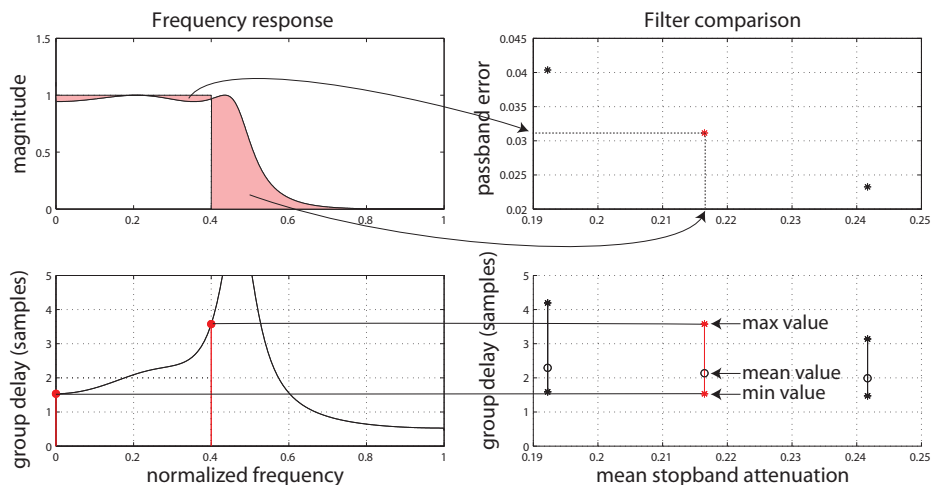 Frequency response
magnitude
1.5
1
0.5
0
0 0.2 0.4 0.6 0.8 1
Filter comparison
passband error
0.045
0.04
0.035
0.03
0.025
0.02
0.19 0.2 0.21 0.22 0.23 0.24 0.25
group delay (samples)
5
4
3
2
1
0
0 0.2 0.4 0.6 0.8 1
normalized frequency
group delay (samples)
5
4
3
2
1
0
max value
mean value
min value
0.19 0.2 0.21 0.22 0.23 0.24 0.25
mean stopband attenuation